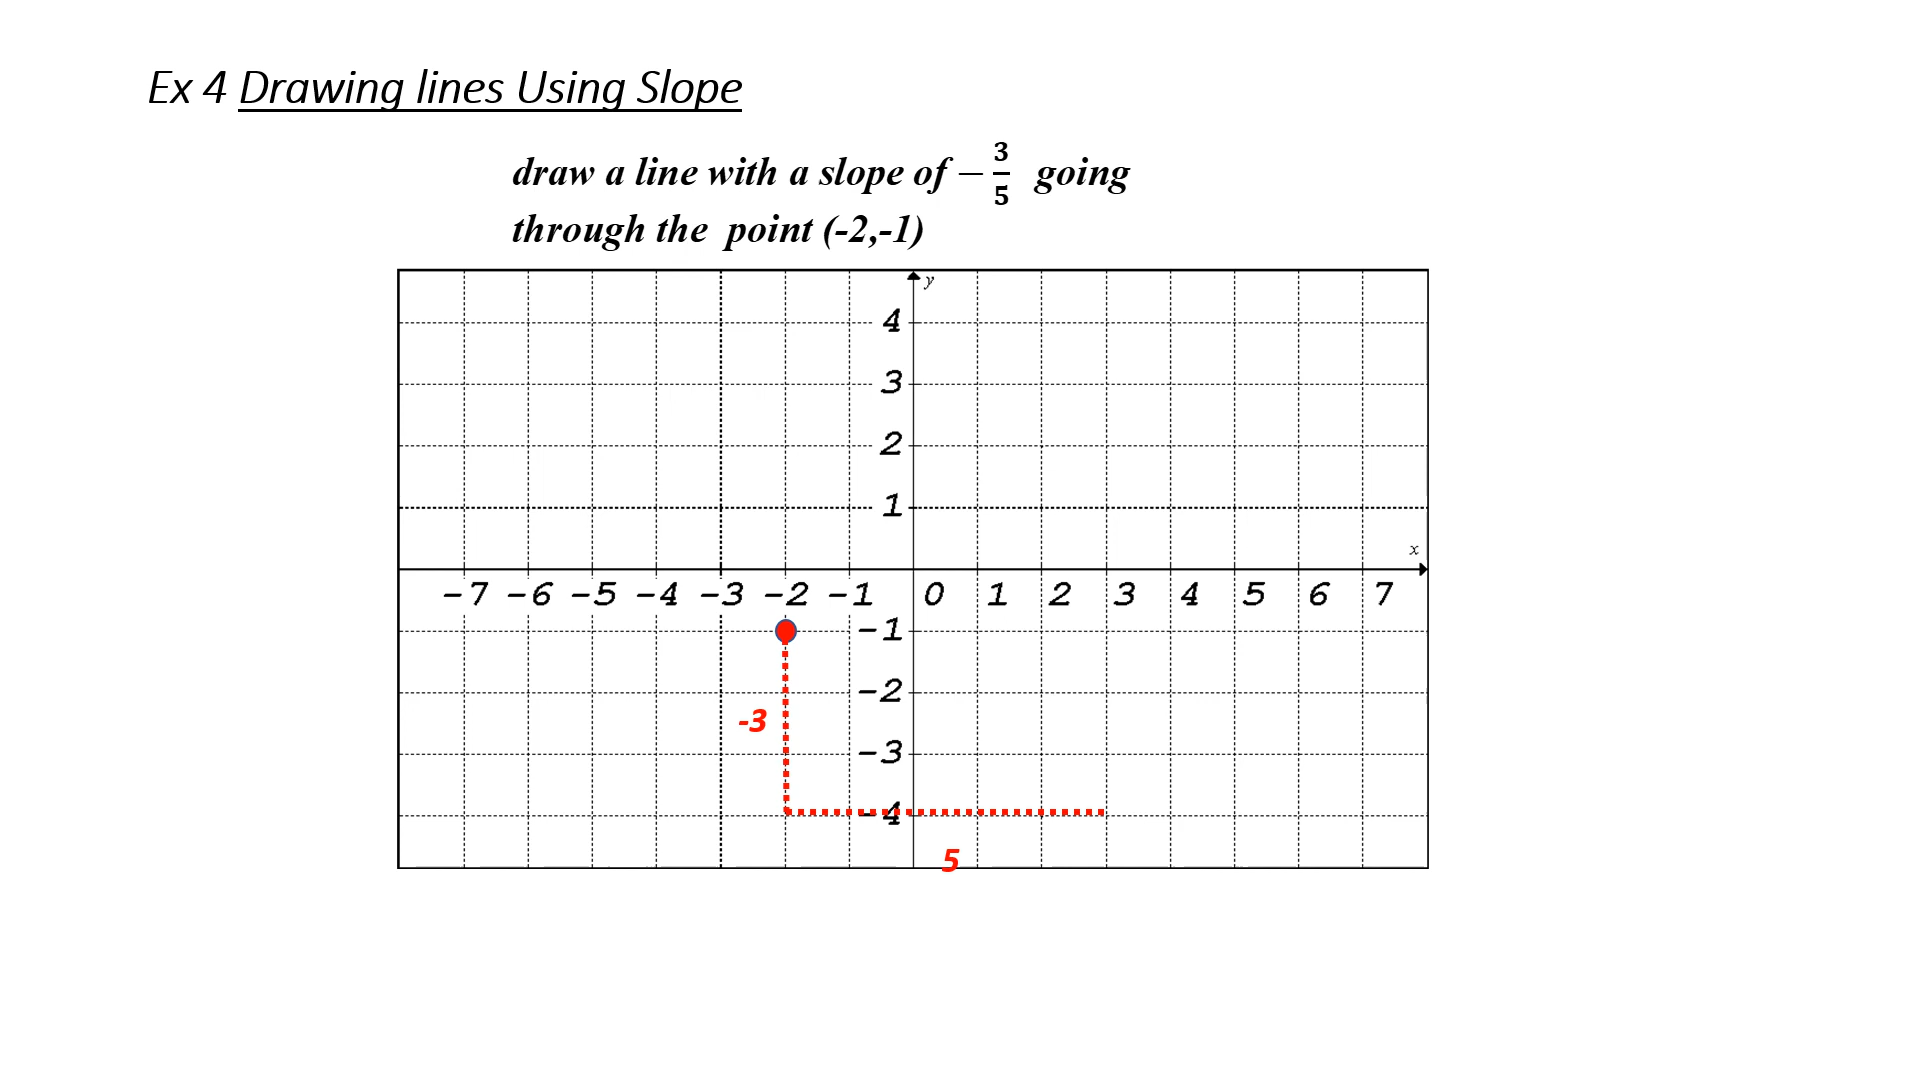 Ex 4 Drawing lines Using Slope
draw a line with a slope of − 3/5 going
through the point (-2,-1)
y
4
3
2
1
x
-7 -6 -5 -4 -3 -2 -1 0 1 2 3 4 5 6 7
-1
-2
-3
-3
-4
5